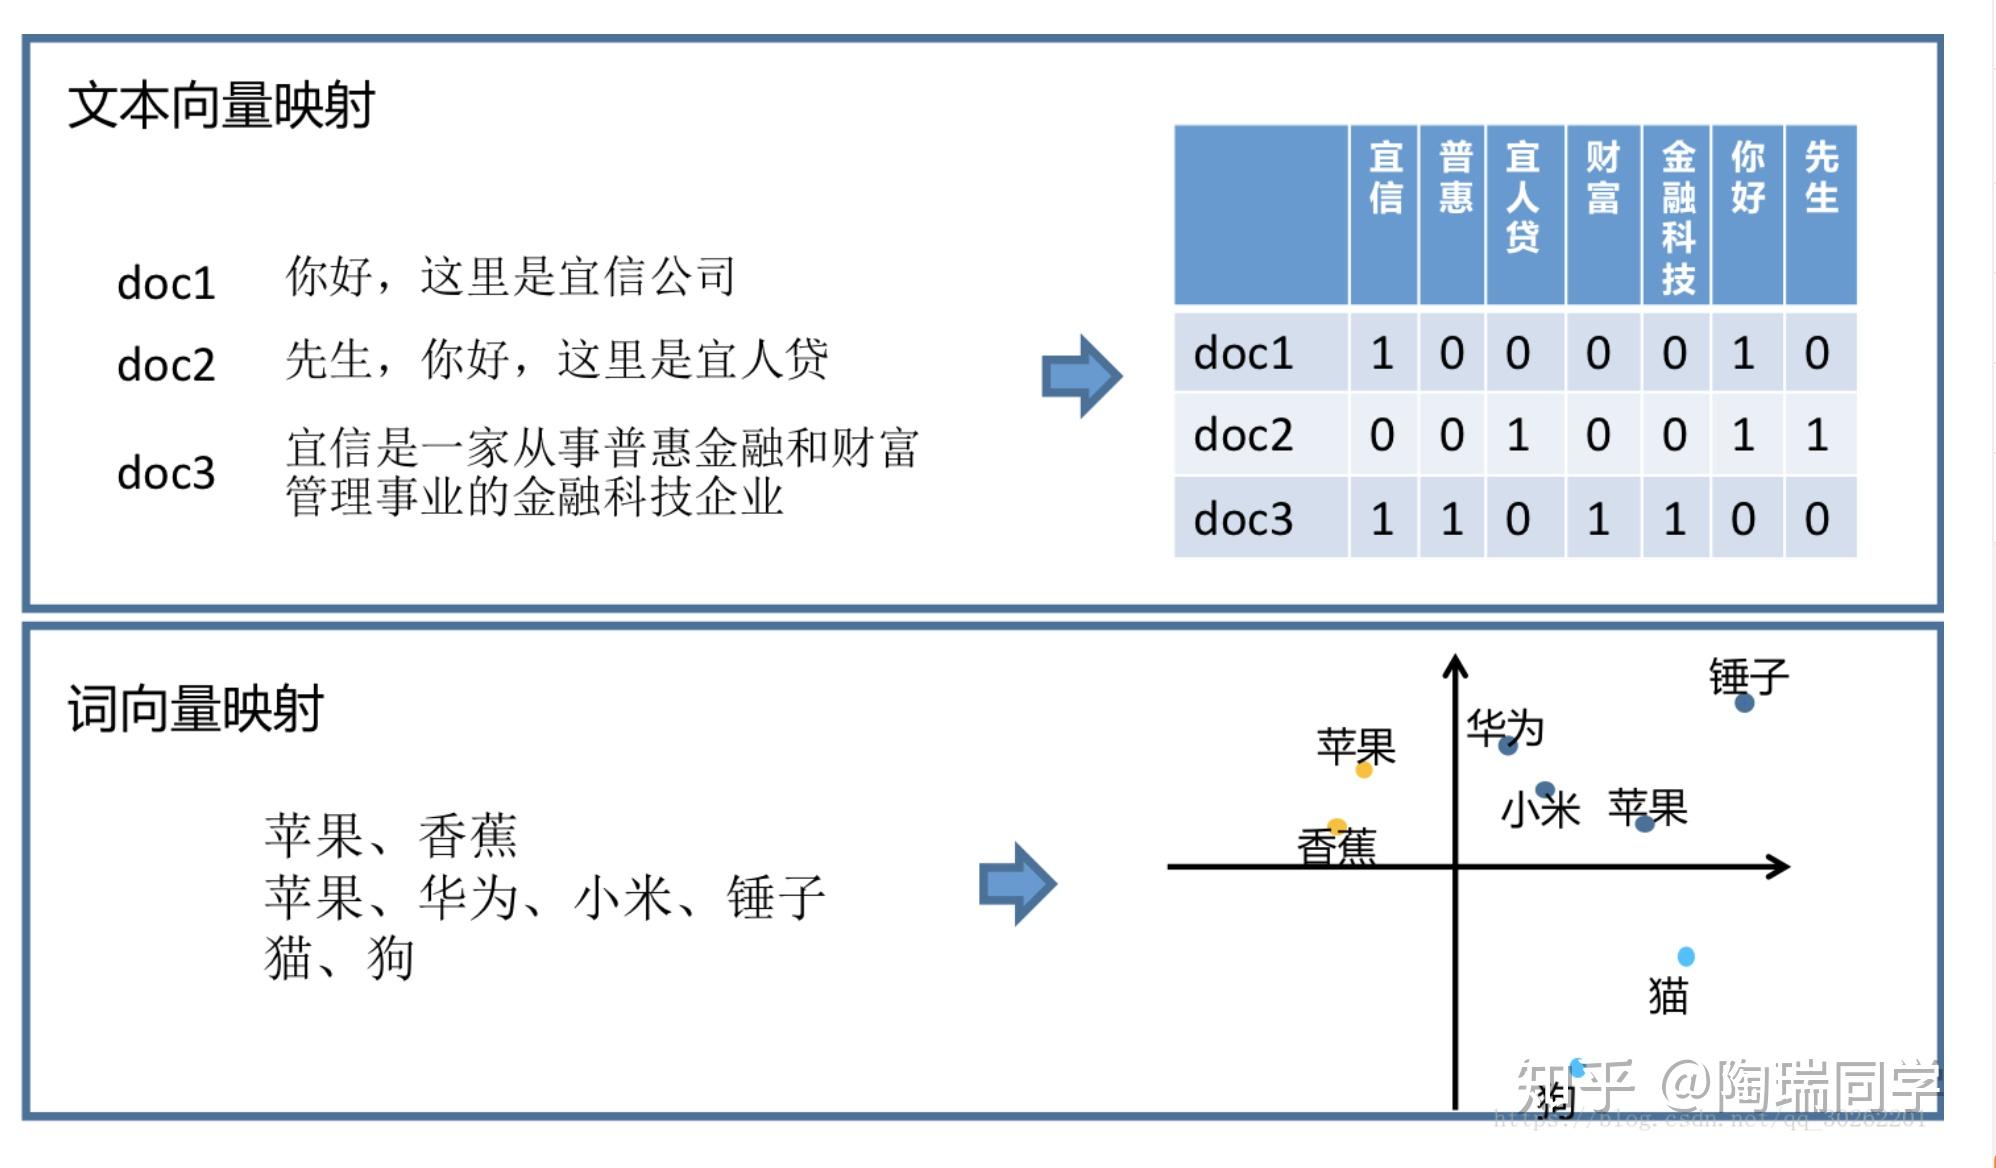 文本向量映射
doc1 你好，这里是宜信公司
doc2 先生，你好，这里是宜人贷
doc3 宜信是一家从事普惠金融和财富
管理事业的金融科技企业
宜信 普惠 宜人贷 财富 金融科技 你好 先生
doc1 1 0 0 0 0 1 0
doc2 0 0 1 0 0 1 1
doc3 1 1 0 1 1 0 0
词向量映射
苹果、香蕉
苹果、华为、小米、锤子
猫、狗
锤子
华为
苹果
小米 苹果
香蕉
猫
狗
知乎 @陶瑞同学
https://blog.csdn.net/qq_30262201